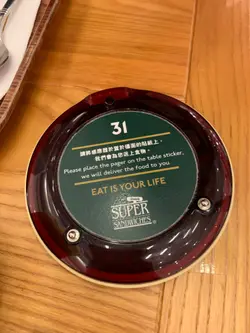 31
請將感應器放置於檯面的貼紙上，
我們會為您送上食物。
Please place the pager on the table sticker,
we will deliver the food to you.
EAT IS YOUR LIFE
SUPER
SANDWICHES